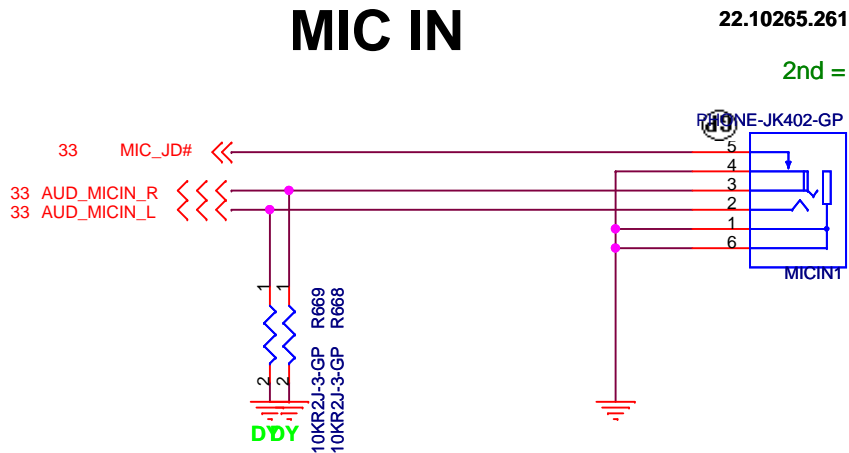 MIC IN
22.10265.261
2nd =
PHONE-JK402-GP
GP
33 MIC_JD#
33 AUD_MICIN_R
33 AUD_MICIN_L
5
4
3
2
1
6
MICIN1
1
1
2
2
R669
R668
10KR2J-3-GP
10KR2J-3-GP
DY
DY